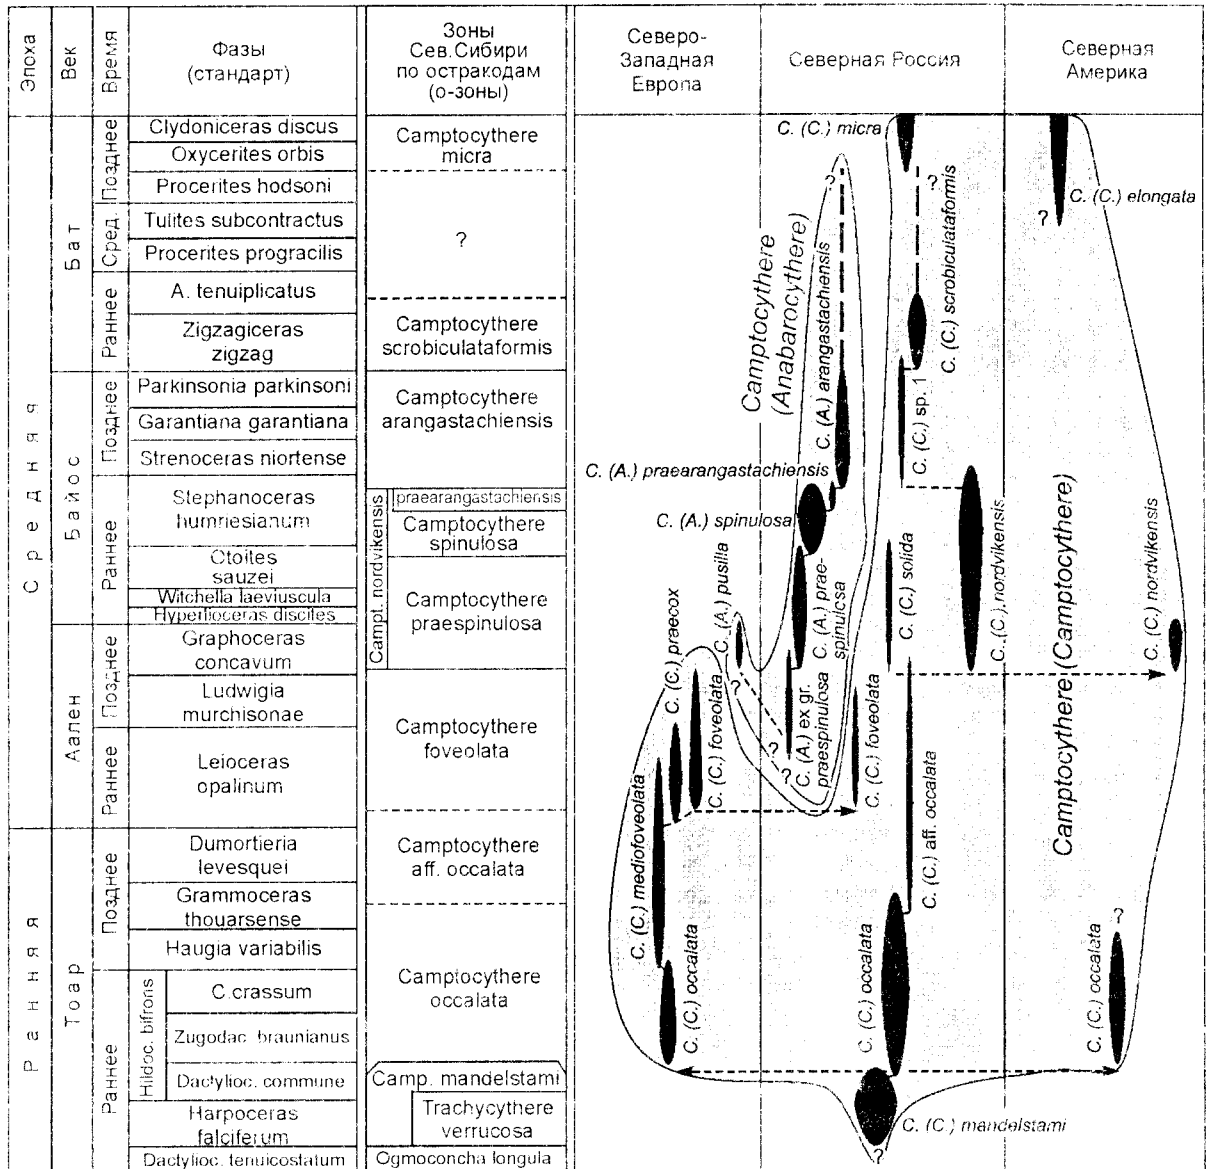 Эпоха
Век
Время
Фазы
(стандарт)
Зоны
Сев.Сибири
по остракодам
(о-зоны)
Северо-
Западная
Европа
Северная Россия
Северная
Америка
Средняя
Ранняя
Бат
Байос
Аален
Тоар
Позднее
Сред.
Раннее
Позднее
Раннее
Позднее
Раннее
Позднее
Раннее
Clydoniceras discus
Oxycerites orbis
Procerites hodsoni
Tulites subcontractus
Procerites progracilis
A. tenuiplicatus
Zigzagiceras
zigzag
Parkinsonia parkinsoni
Garantiana garantiana
Strenoceras niortense
Stephanoceras
humriesianum
Otoites
sauzei
Witchella laeviuscula
Hyperlioceras discites
Graphoceras
concavum
Ludwigia
murchisonae
Leioceras
opalinum
Dumortieria
levesquei
Grammoceras
thouarsense
Haugia variabilis
Hildoc. bifrons
C.crassum
Zugodac. braunianus
Dactylioc. commune
Harpoceras
falciferum
Dactylioc. tenuicostatum
Camptocythere
micra
?
Camptocythere
scrobiculataformis
Camptocythere
arangastachiensis
Campt. nordvikensis
praearangastachiensis
Camptocythere
spinulosa
Camptocythere
praespinulosa
Camptocythere
foveolata
Camptocythere
aff. occalata
Camptocythere
occalata
Camp. mandelstami
Trachycythere
verrucosa
Ogmoconcha longula
C. (C.) micra
?
?
C. (C.) elongata
?
Camptocythere
(Anabarocythere)
C. (A.) arangastachiensis
C. (C.) scrobiculataformis
C. (C.) sp. 1
C. (A.) praearangastachiensis
C. (A.) spinulosa
C. (A.) pusilla
C. (A.) prae-
spinulosa
C. (C.) solida
C. (C.) nordvikensis
C. (C.) nordvikensis
Camptocythere (Camptocythere)
C. (C.) praecox
C. (C.) foveolata
?
?
?
C. (A.) ex gr.
praespinulosa
C. (C.) foveolata
C. (C.) aff. occalata
C. (C.) mediofoveolata
C. (C.) occalata
C. (C.) occalata
C. (C.) occalata
?
C. (C.) mandelstami
?